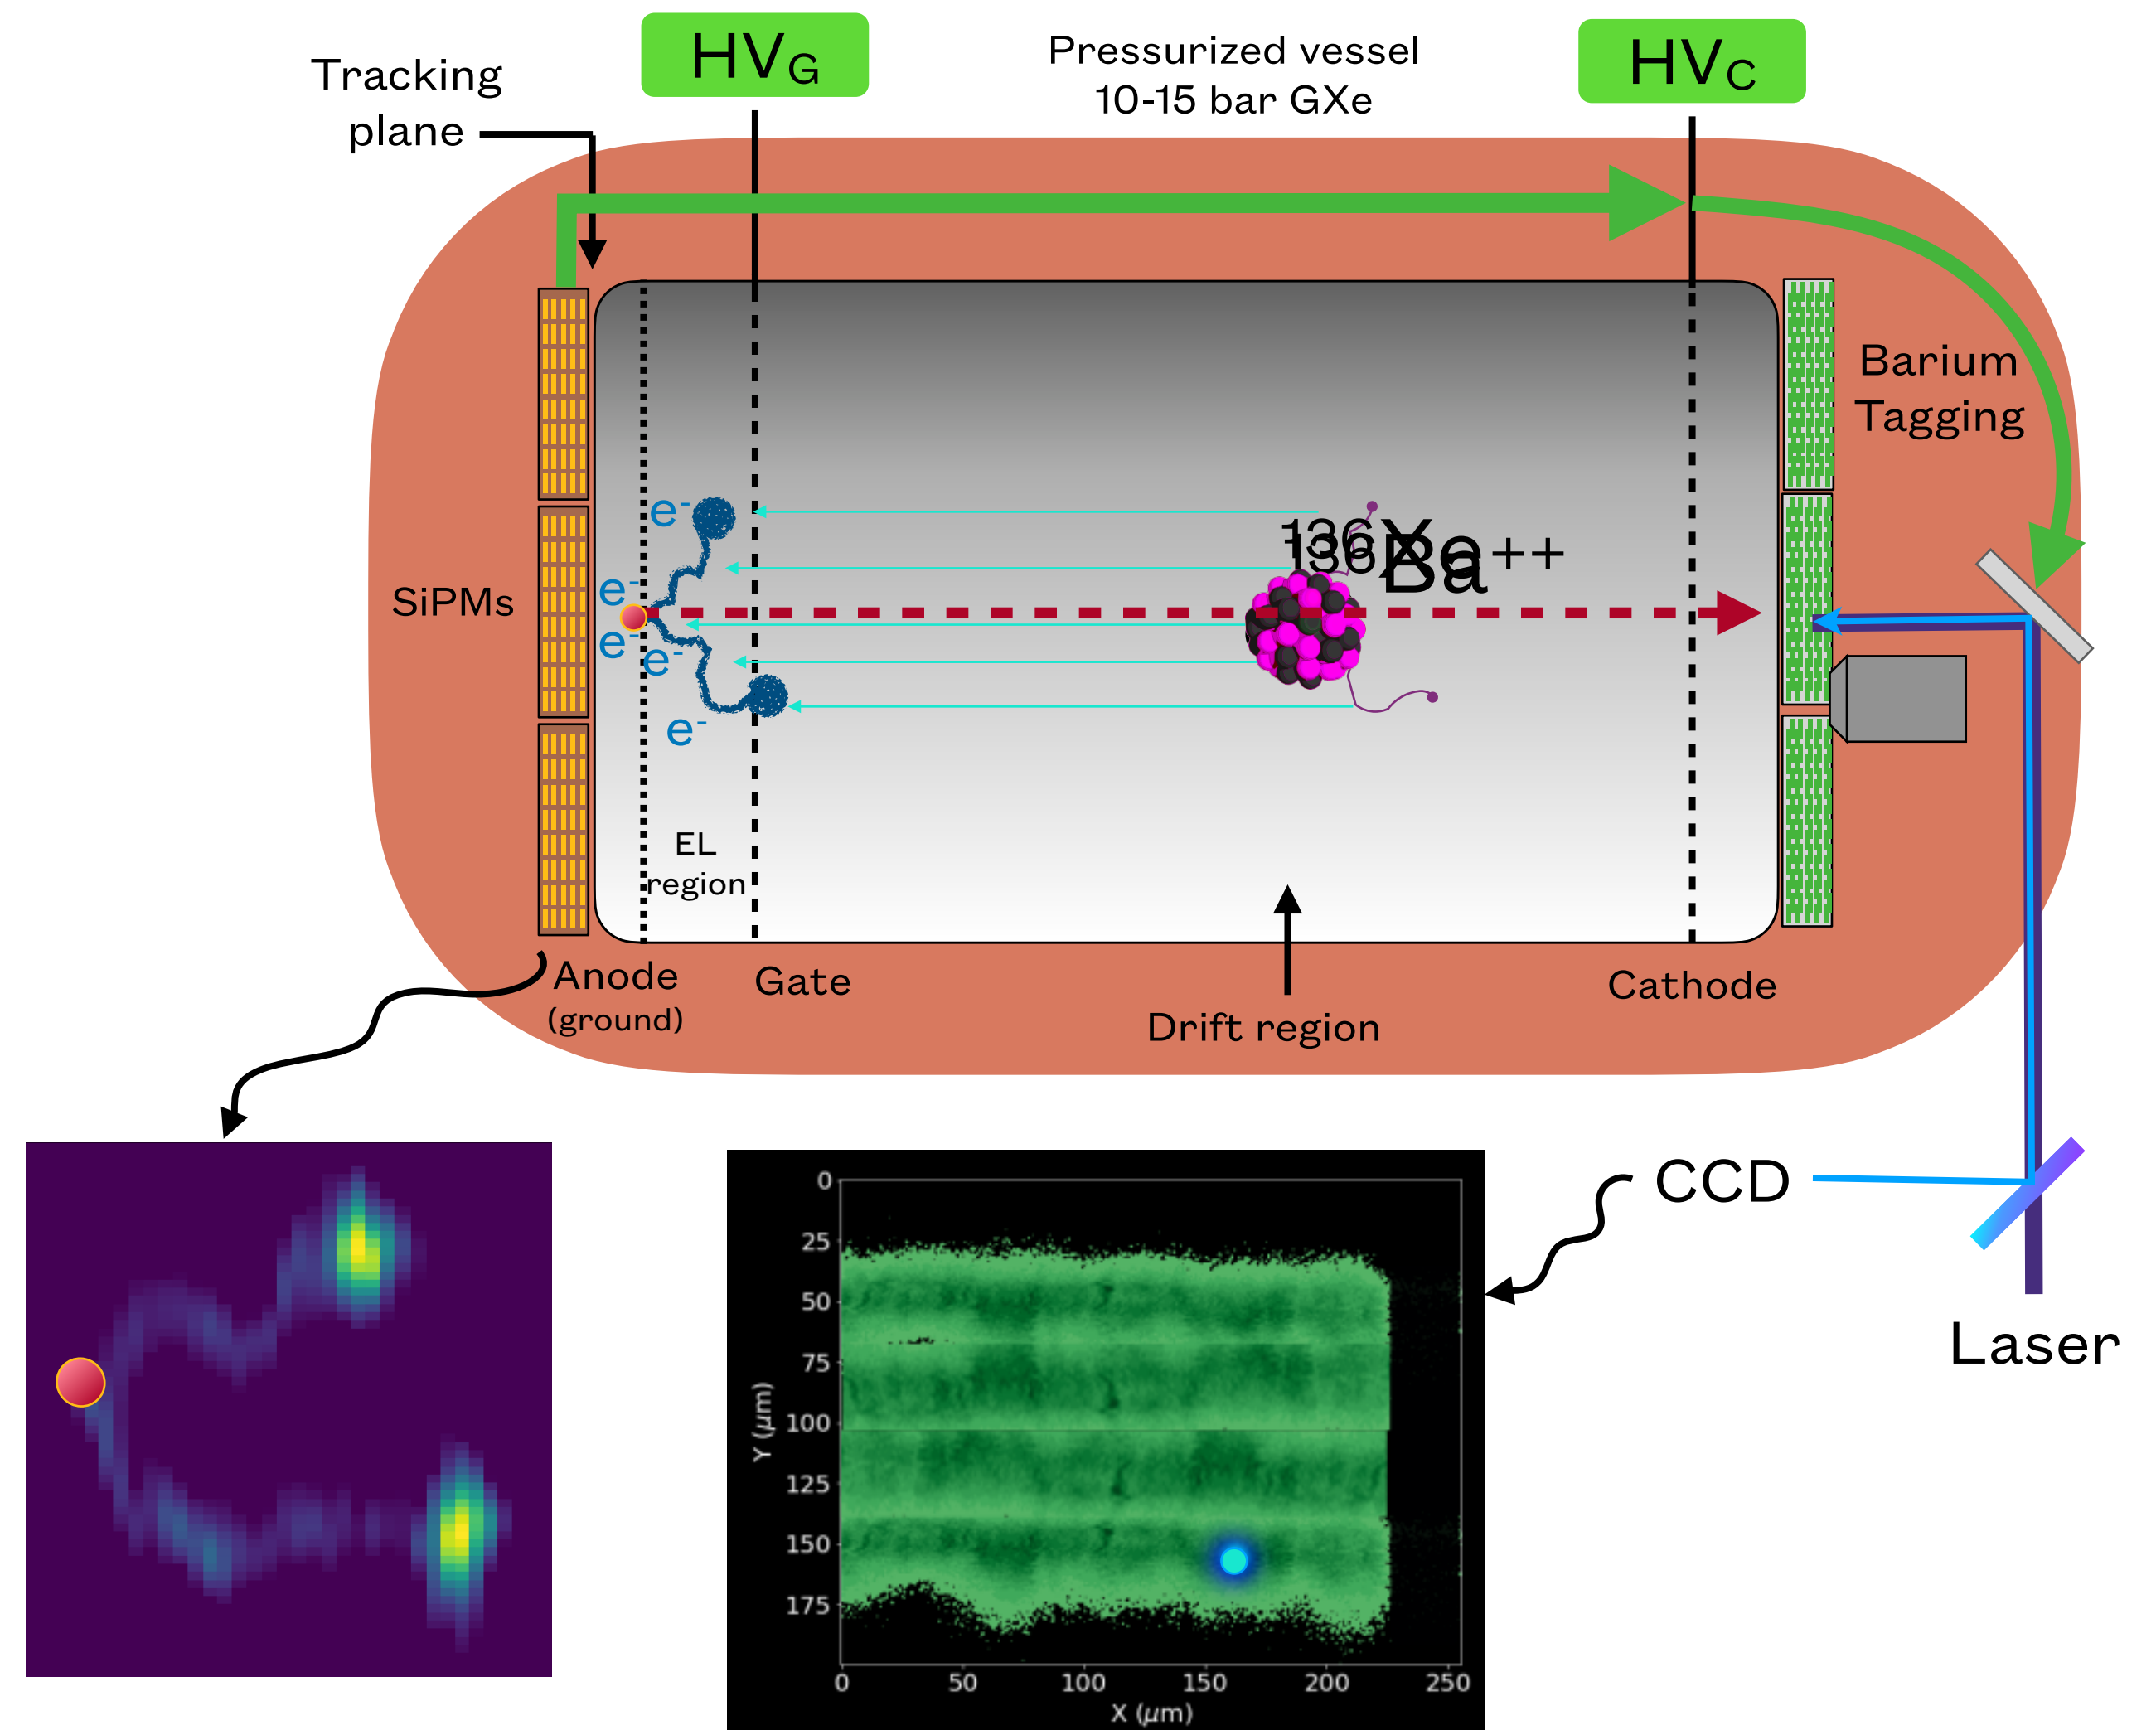 HVG
Pressurized vessel
10-15 bar GXe
HVC
Tracking
plane
Barium
Tagging
e-
136Xe
136Ba++
SiPMs
e-
e-
e-
e-
EL
region
Anode
(ground)
Gate
Cathode
Drift region
CCD
Laser
0
25
50
75
100
125
150
175
Y (μm)
0
50
100
150
200
250
X (μm)